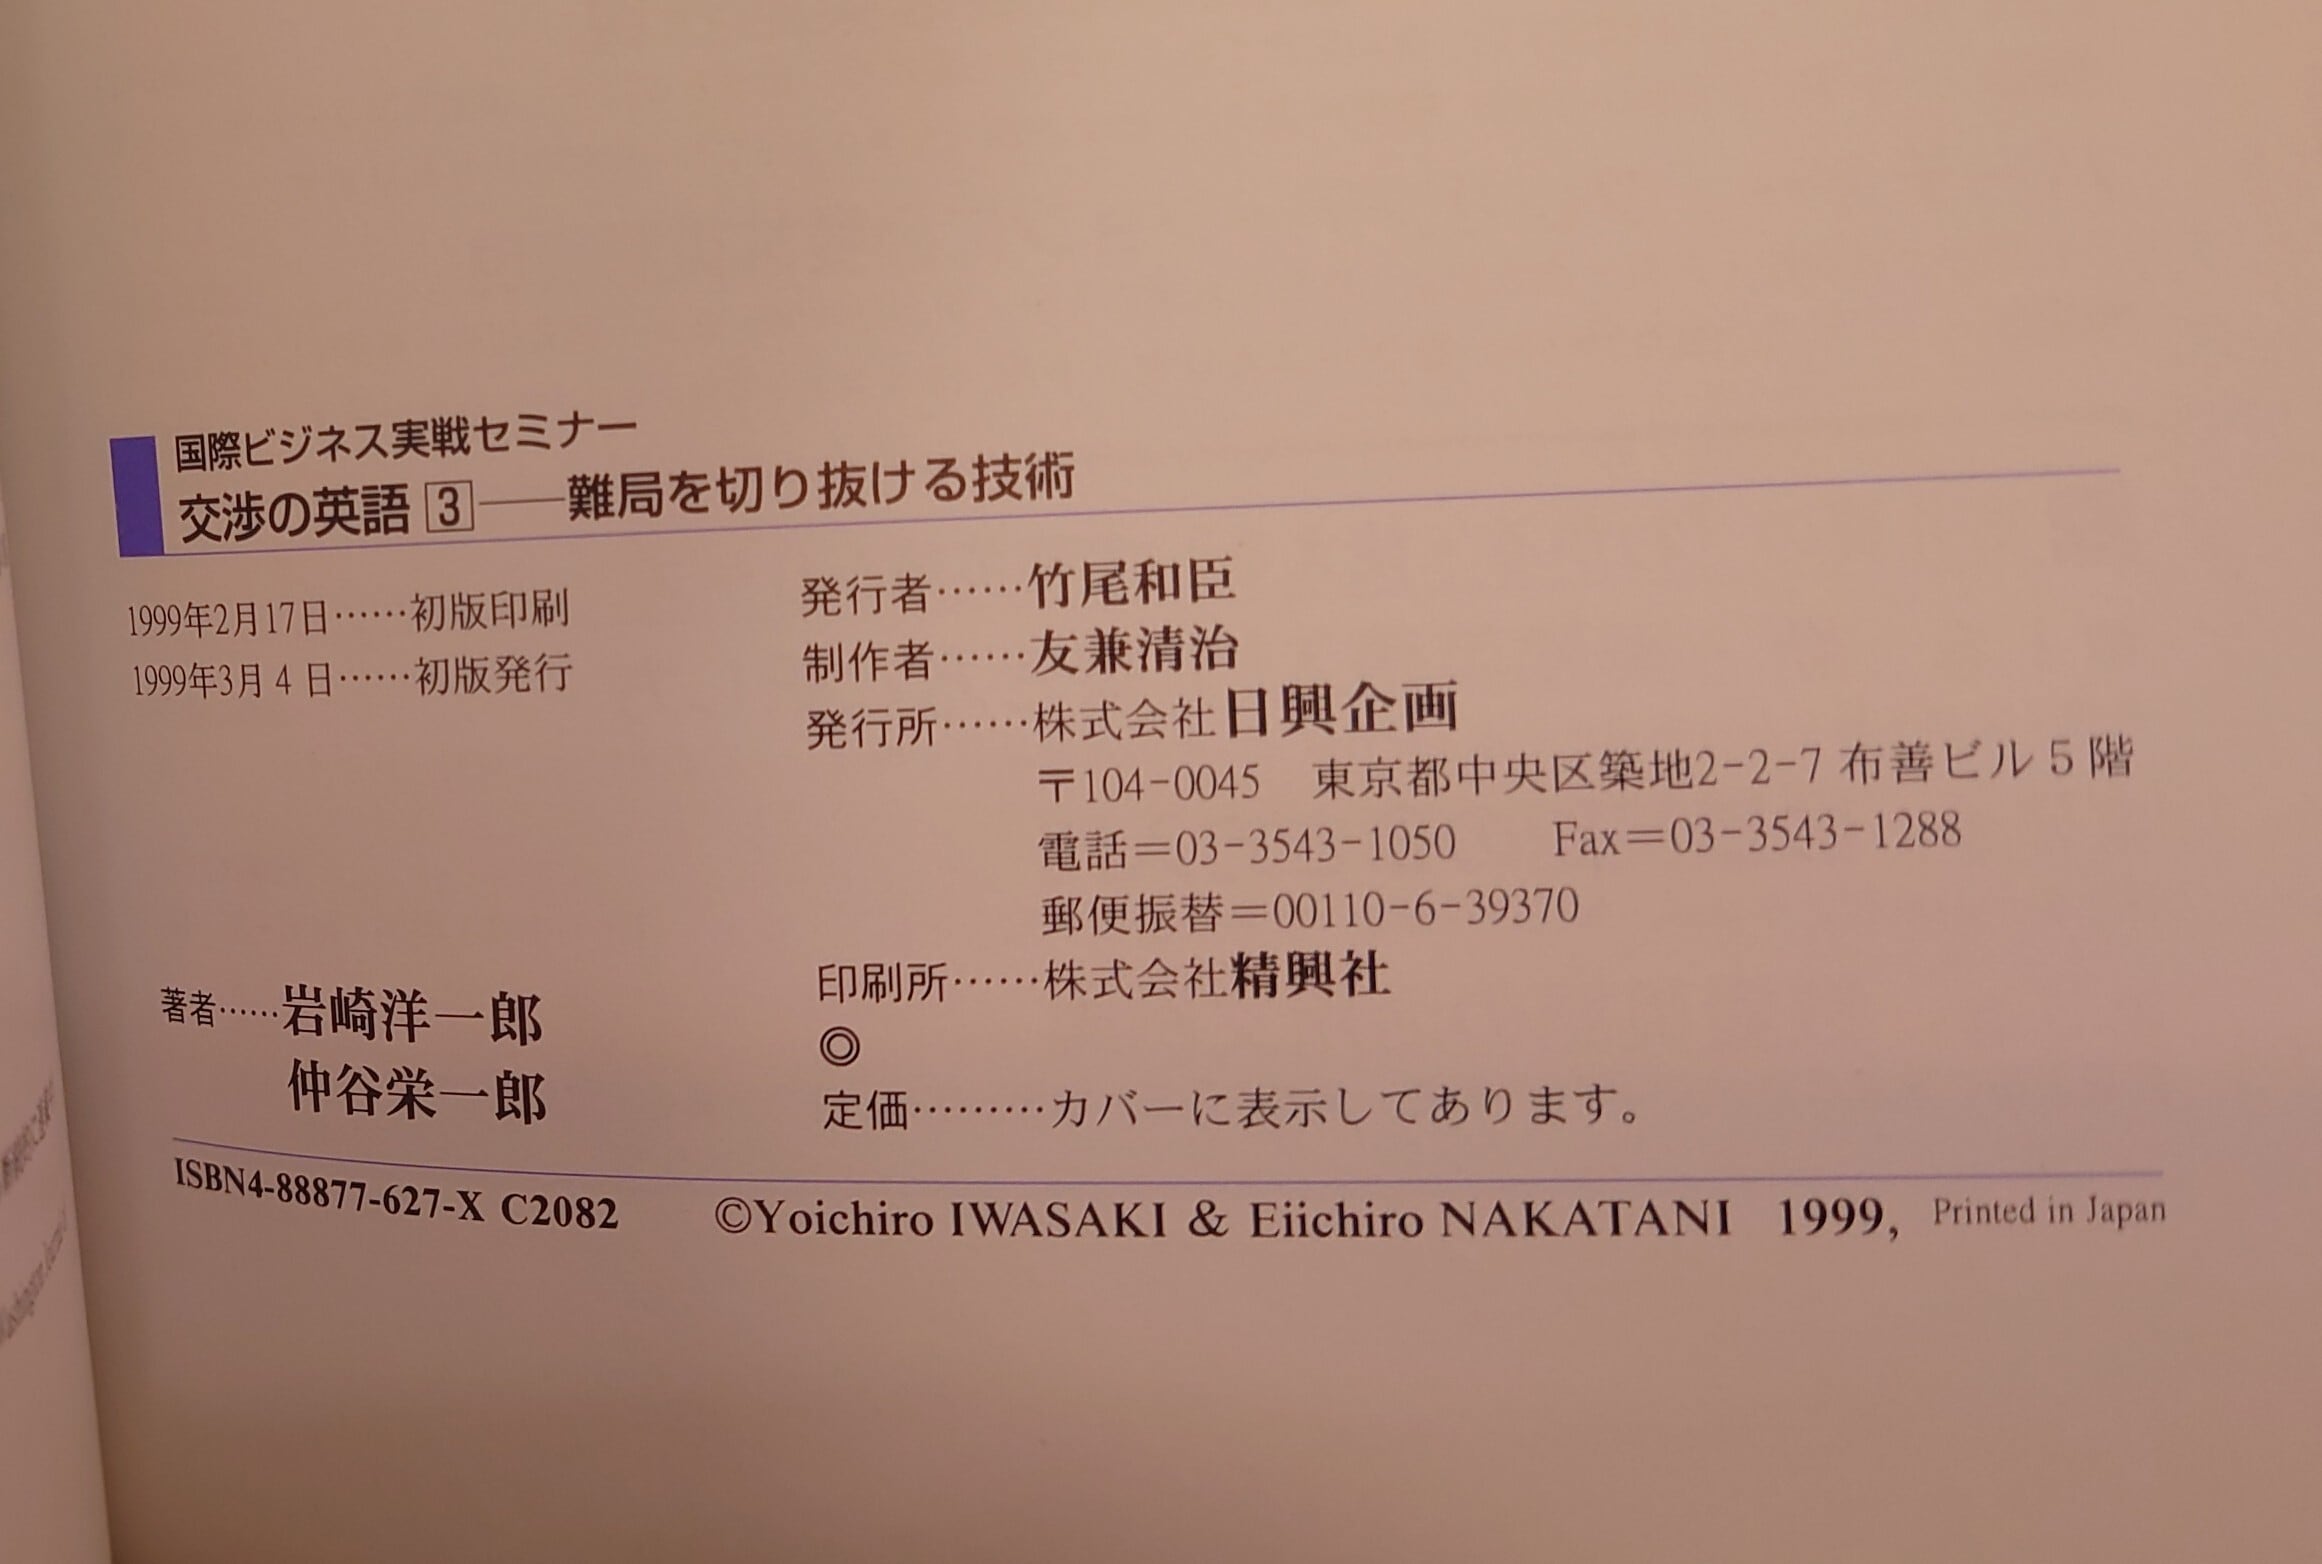 国際ビジネス実戦セミナー
交渉の英語3──難局を切り抜ける技術
1999年2月17日……初版印刷
1999年3月4日……初版発行
著者……岩崎洋一郎
仲谷栄一郎
発行者……竹尾和臣
制作者……友兼清治
発行所……株式会社日興企画
〒104-0045 東京都中央区築地2-2-7 布善ビル5階
電話=03-3543-1050 Fax=03-3543-1288
郵便振替=00110-6-39370
印刷所……株式会社精興社
◎
定価………カバーに表示してあります。
ISBN4-88877-627-X C2082 ©Yoichiro IWASAKI & Eiichiro NAKATANI 1999, Printed in Japan